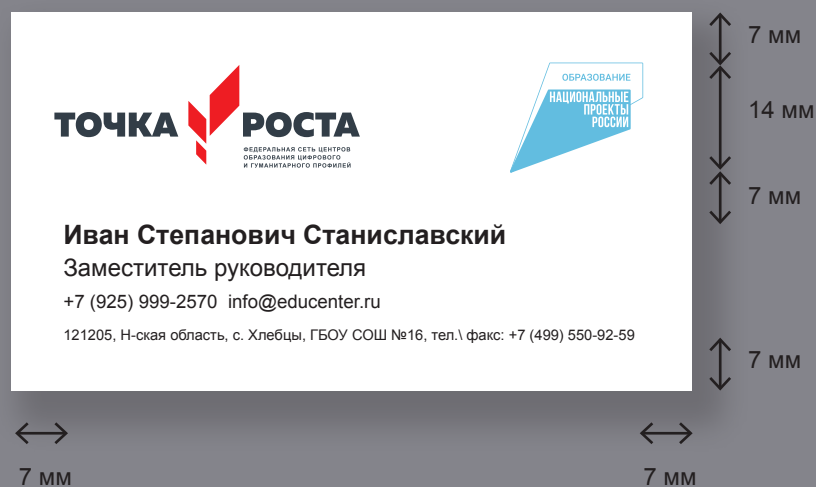 ТОЧКА РОСТА
ФЕДЕРАЛЬНАЯ СЕТЬ ЦЕНТРОВ
ОБРАЗОВАНИЯ ЦИФРОВОГО
И ГУМАНИТАРНОГО ПРОФИЛЕЙ
ОБРАЗОВАНИЕ
НАЦИОНАЛЬНЫЕ
ПРОЕКТЫ
РОССИИ
Иван Степанович Станиславский
Заместитель руководителя
+7 (925) 999-2570 info@educenter.ru
121205, Н-ская область, с. Хлебцы, ГБОУ СОШ №16, тел.\ факс: +7 (499) 550-92-59
7 мм
14 мм
7 мм
7 мм
7 мм
7 мм